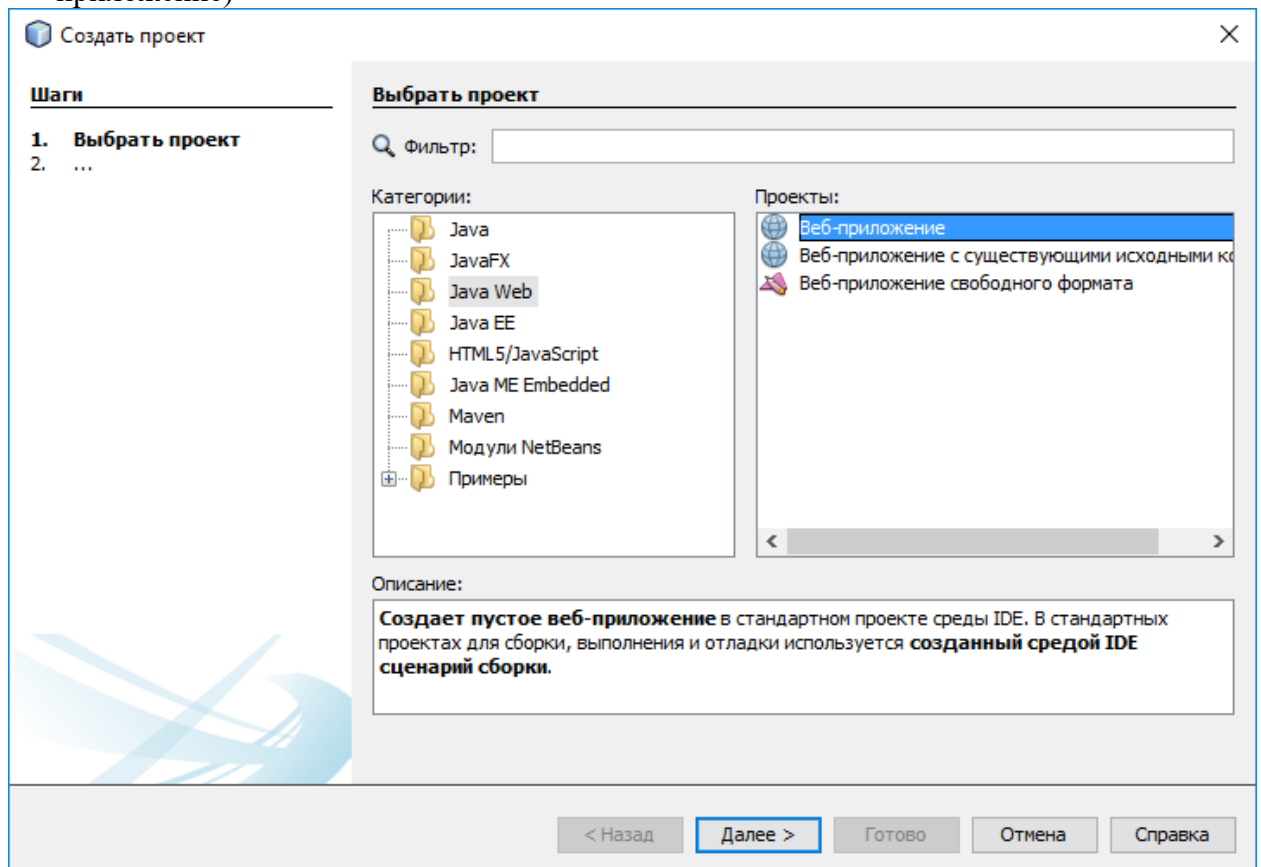 приложение)
Создать проект
Шаги
1. Выбрать проект
2. ...
Выбрать проект
Фильтр:
Категории:
Java
JavaFX
Java Web
Java EE
HTML5/JavaScript
Java ME Embedded
Maven
Модули NetBeans
Примеры
Проекты:
Веб-приложение
Веб-приложение с существующими исходными ко
Веб-приложение свободного формата
Описание:
Создает пустое веб-приложение в стандартном проекте среды IDE. В стандартных
проектах для сборки, выполнения и отладки используется созданный средой IDE
сценарий сборки.
< Назад
Далее >
Готово
Отмена
Справка